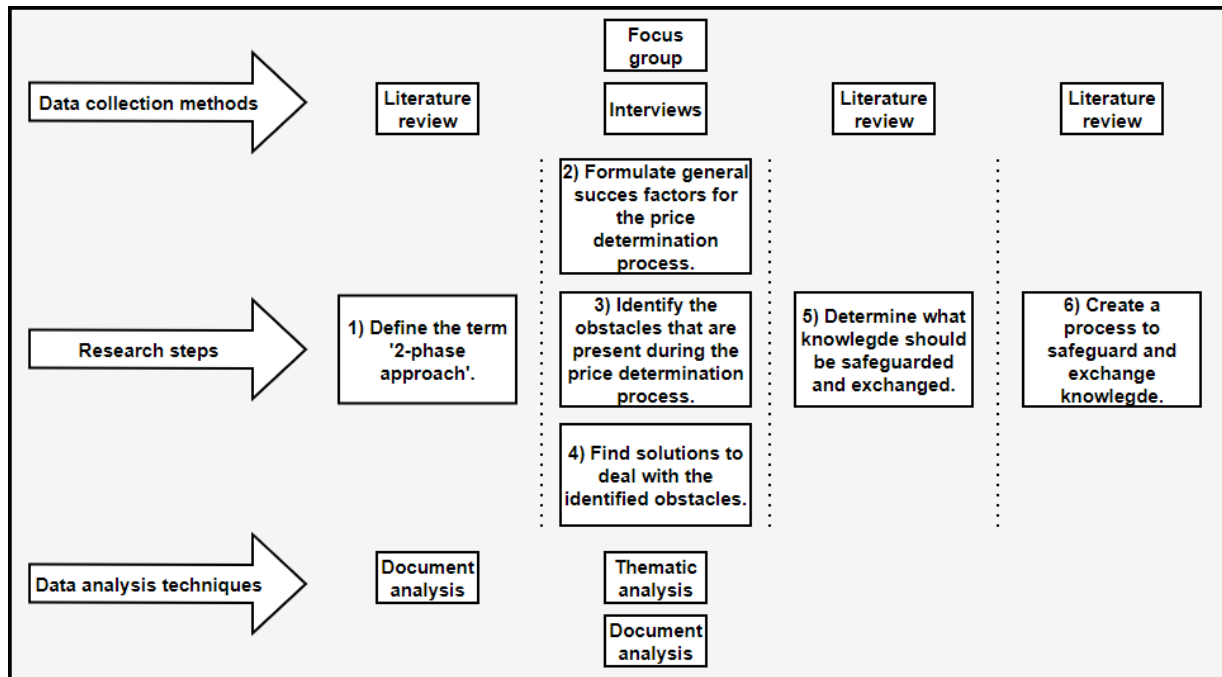 Data collection methods
Literature
review
Focus
group
Interviews
Literature
review
Literature
review
Research steps
1) Define the term
'2-phase
approach'.
2) Formulate general
succes factors for
the price
determination
process.
3) Identify the
obstacles that are
present during the
price determination
process.
4) Find solutions to
deal with the
identified obstacles.
5) Determine what
knowlegde should
be safeguarded
and exchanged.
6) Create a
process to
safeguard and
exchange
knowlegde.
Data analysis techniques
Document
analysis
Thematic
analysis
Document
analysis